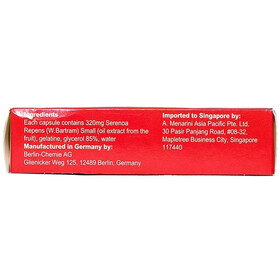 Ingredients
Each capsule contains 320mg Serenoa
Repens (W.Bartram) Small (oil extract from the
fruit), gelatine, glycerol 85%, water
Manufactured in Germany by:
Berlin-Chemie AG
Glienicker Weg 125, 12489 Berlin, Germany
Imported to Singapore by:
A. Menarini Asia Pacific Pte. Ltd.
30 Pasir Panjang Road, #08-32,
Mapletree Business City, Singapore
117440